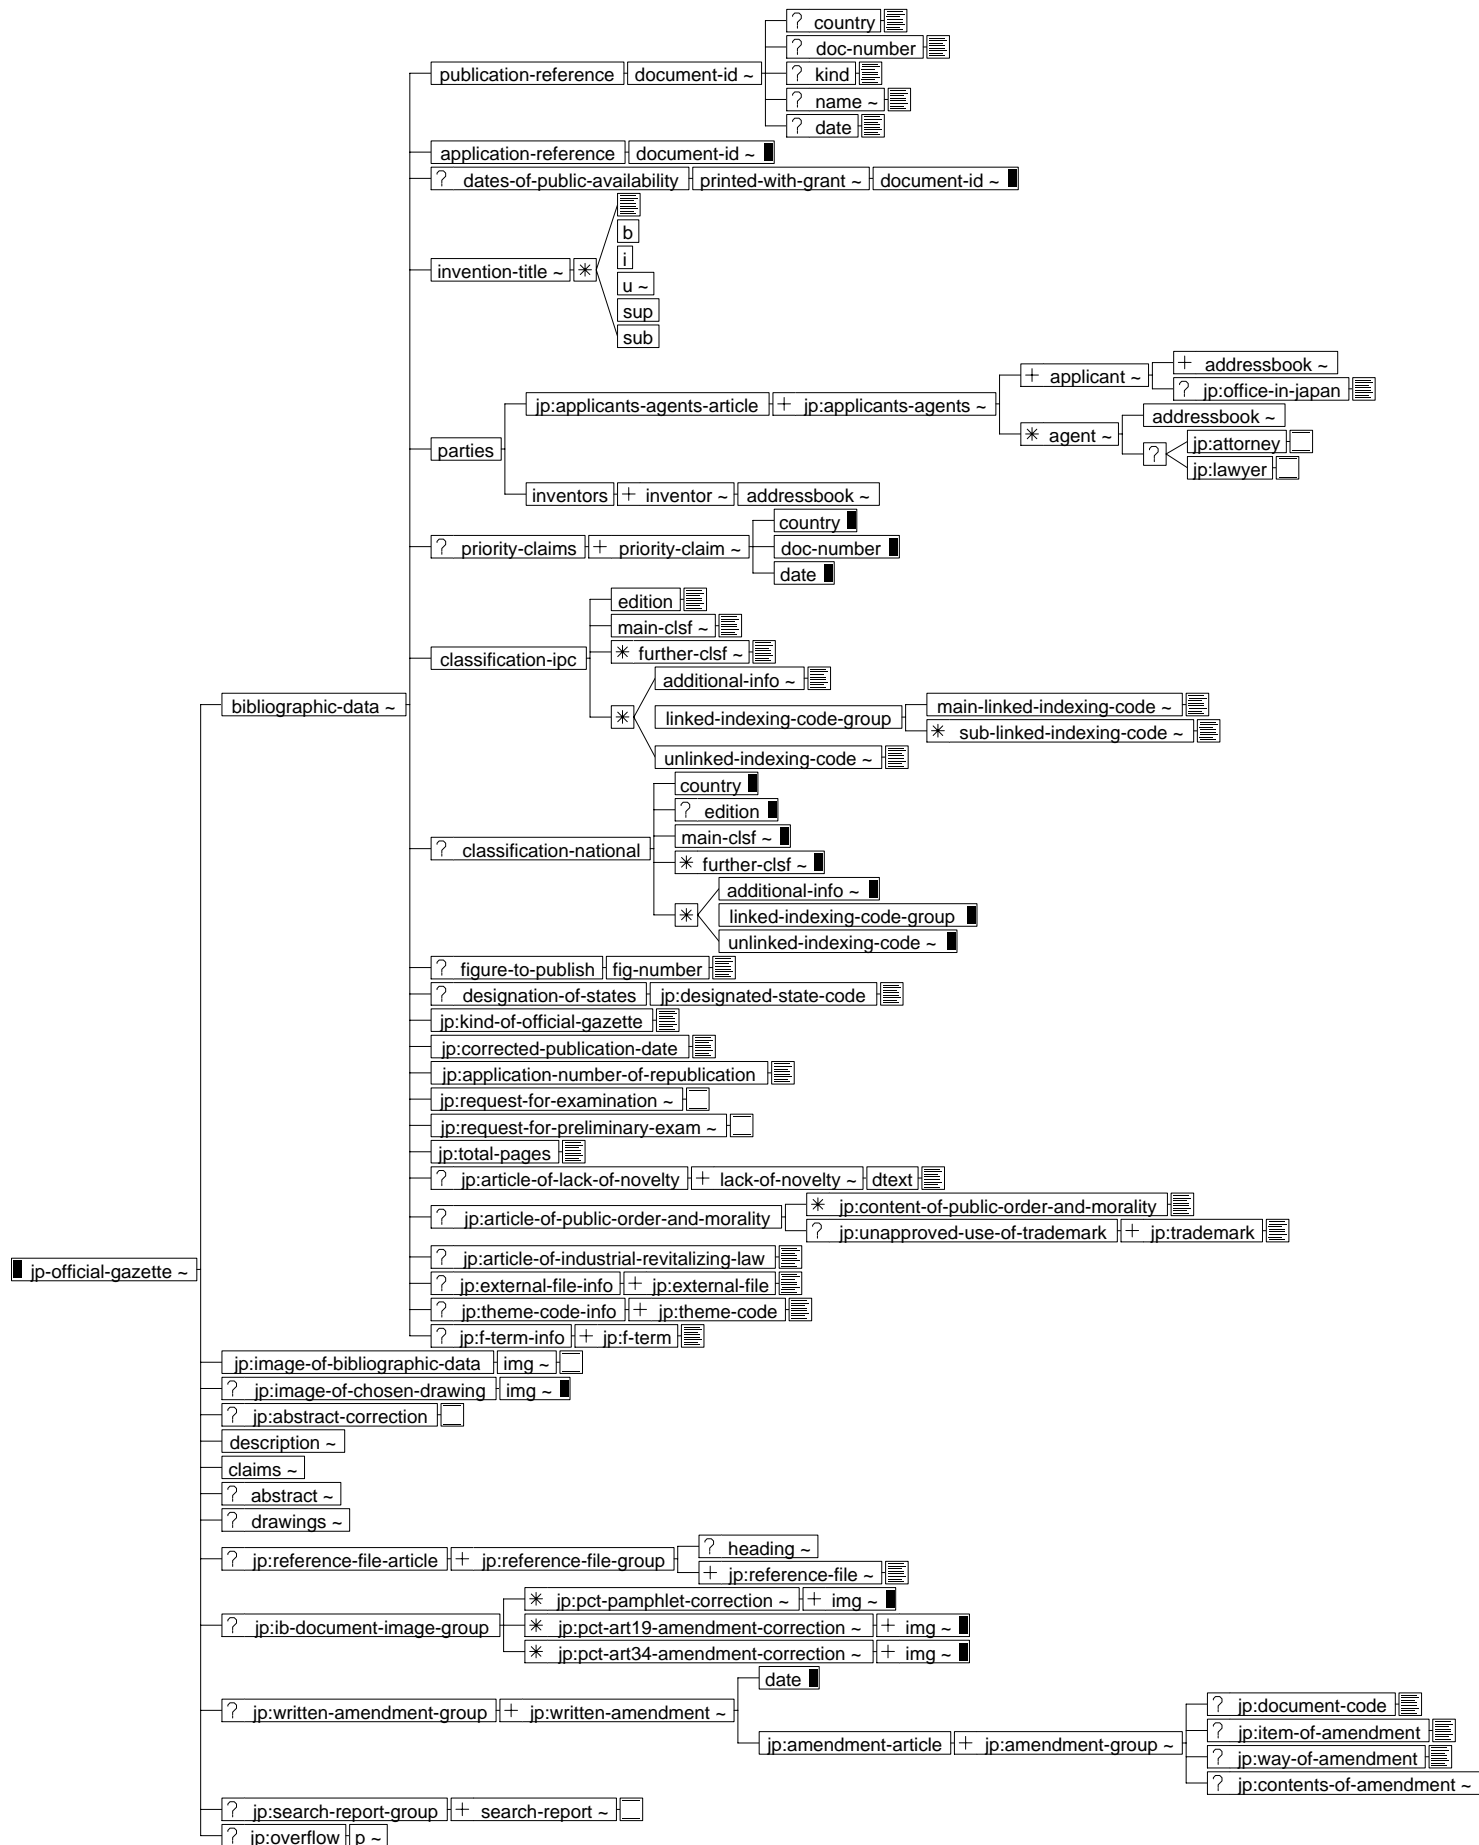 ? country
? doc-number
publication-reference document-id ~ ? kind
? name ~
? date
application-reference document-id ~
? dates-of-public-availability printed-with-grant ~ document-id ~
b
i
invention-title ~ *
u ~
sup
sub
+ applicant ~ + addressbook ~
? jp:office-in-japan
jp:applicants-agents-article + jp:applicants-agents ~
addressbook ~
* agent ~
? jp:attorney
parties
jp:lawyer
inventors + inventor ~ addressbook ~
country
? priority-claims + priority-claim ~ doc-number
date
edition
main-clsf ~
* further-clsf ~
classification-ipc
additional-info ~
bibliographic-data ~
* linked-indexing-code-group main-linked-indexing-code ~
* sub-linked-indexing-code ~
unlinked-indexing-code ~
country
? edition
main-clsf ~
? classification-national
* further-clsf ~
additional-info ~
* linked-indexing-code-group
unlinked-indexing-code ~
? figure-to-publish fig-number
? designation-of-states jp:designated-state-code
jp:kind-of-official-gazette
jp:corrected-publication-date
jp:application-number-of-republication
jp:request-for-examination ~
jp:request-for-preliminary-exam ~
jp:total-pages
? jp:article-of-lack-of-novelty + lack-of-novelty ~ dtext
* jp:content-of-public-order-and-morality
? jp:article-of-public-order-and-morality
? jp:unapproved-use-of-trademark + jp:trademark
? jp:article-of-industrial-revitalizing-law
jp-official-gazette ~
? jp:external-file-info + jp:external-file
? jp:theme-code-info + jp:theme-code
? jp:f-term-info + jp:f-term
jp:image-of-bibliographic-data img ~
? jp:image-of-chosen-drawing img ~
? jp:abstract-correction
description ~
claims ~
? abstract ~
? drawings ~
? heading ~
? jp:reference-file-article + jp:reference-file-group
+ jp:reference-file ~
* jp:pct-pamphlet-correction ~ + img ~
? jp:ib-document-image-group * jp:pct-art19-amendment-correction ~ + img ~
* jp:pct-art34-amendment-correction ~ + img ~
date
? jp:written-amendment-group + jp:written-amendment ~
? jp:document-code
? jp:item-of-amendment
jp:amendment-article + jp:amendment-group ~
? jp:way-of-amendment
? jp:contents-of-amendment ~
? jp:search-report-group + search-report ~
? jp:overflow p ~